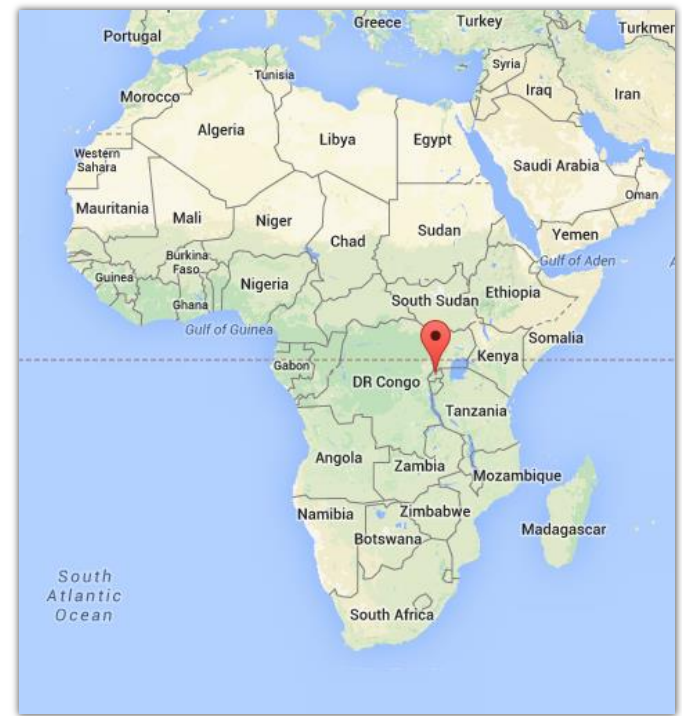 Greece
Turkey
Turkmer
Portugal
Syria
Tunisia
Iraq
Iran
Morocco
Algeria
Libya
Egypt
Western
Sahara
Saudi Arabia
Oman
Mauritania
Mali
Niger
Chad
Sudan
Yemen
Burkina
Faso
Gulf of Aden
Guinea
Nigeria
Ethiopia
South Sudan
Ghana
Gulf of Guinea
Somalia
Kenya
Gabon
DR Congo
Tanzania
Angola
Zambia
Mozambique
Namibia
Zimbabwe
Madagascar
Botswana
South
Atlantic
Ocean
South Africa